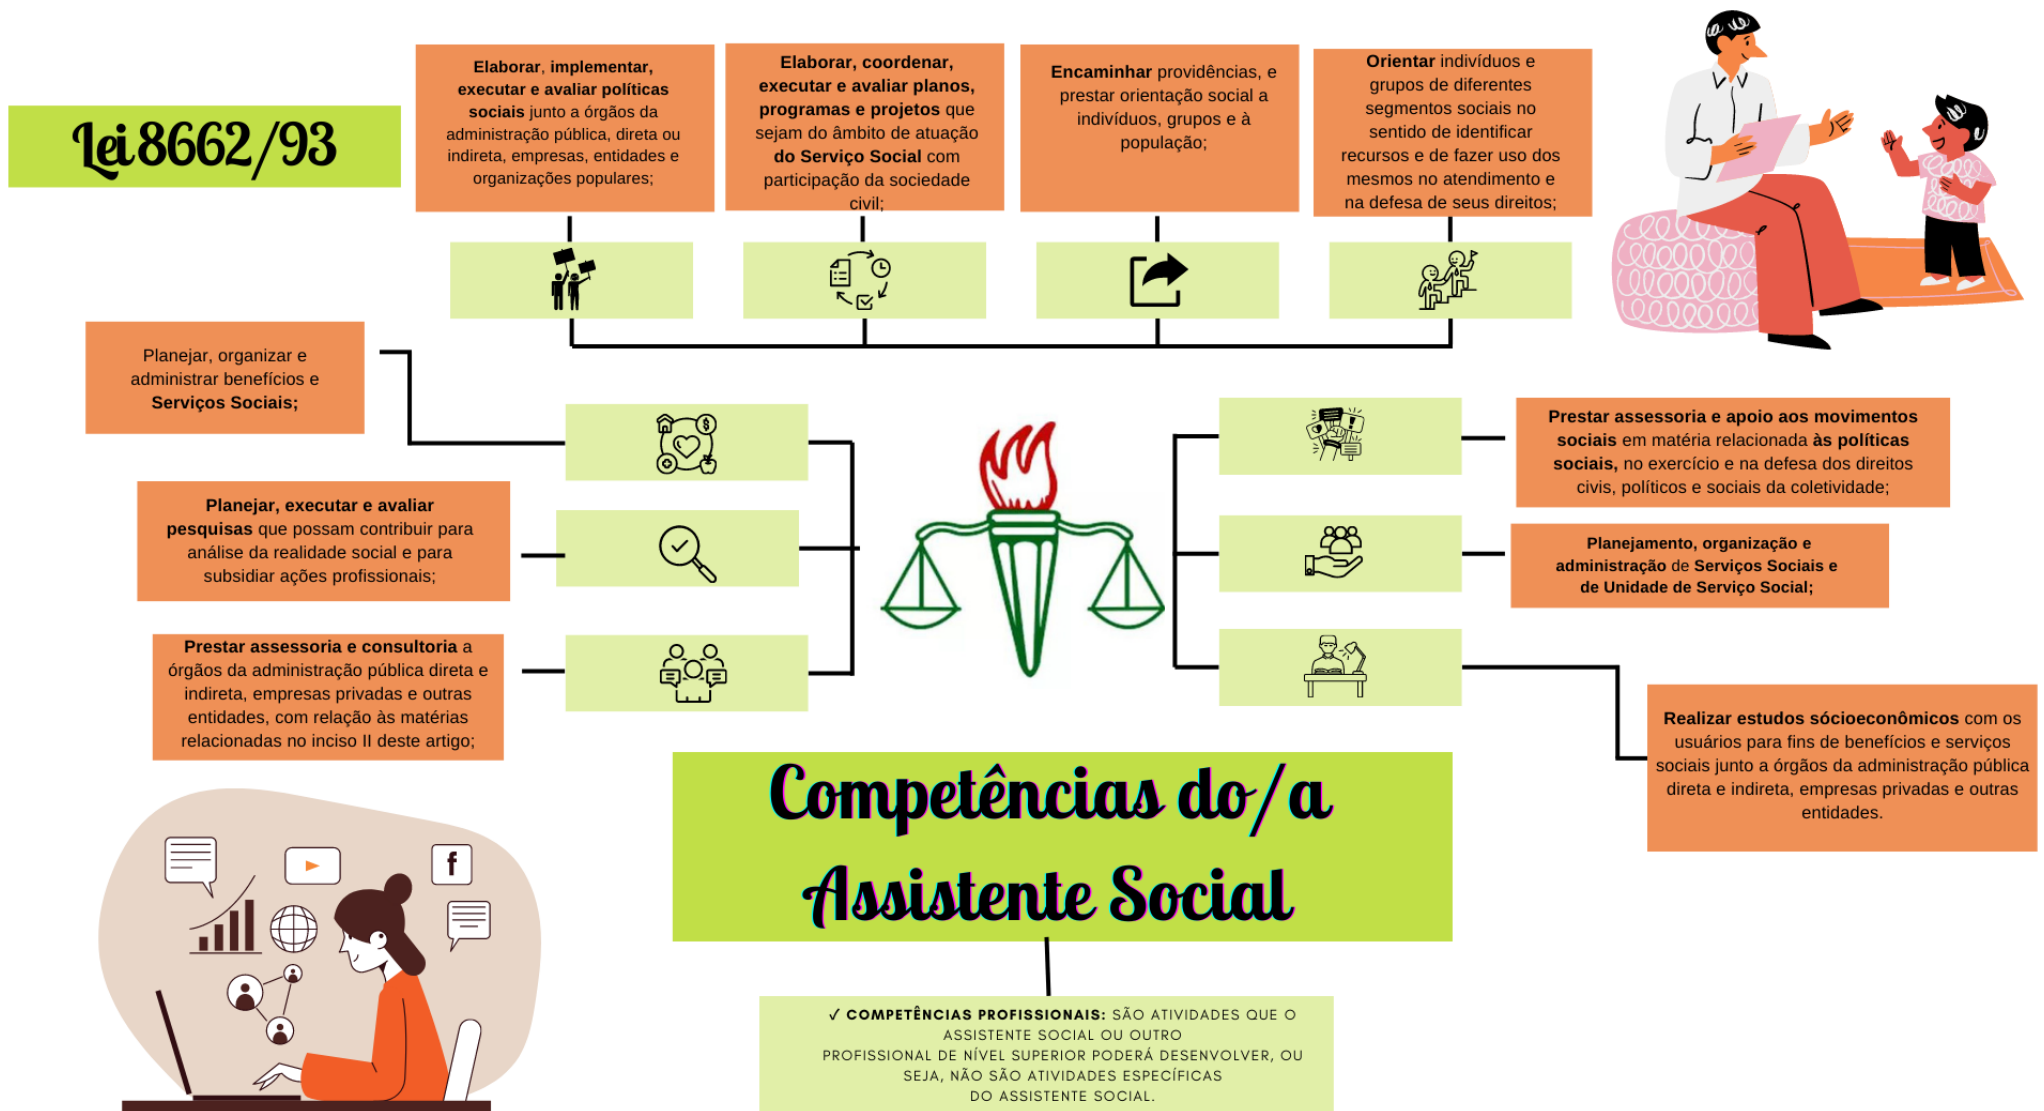 Lei 8662/93
Elaborar, implementar,
executar e avaliar políticas
sociais junto a órgãos da
administração pública, direta ou
indireta, empresas, entidades e
organizações populares;
Elaborar, coordenar,
executar e avaliar planos,
programas e projetos que
sejam do âmbito de atuação
do Serviço Social com
participação da sociedade
civil;
Encaminhar providências, e
prestar orientação social a
indivíduos, grupos e à
população;
Orientar indivíduos e
grupos de diferentes
segmentos sociais no
sentido de identificar
recursos e de fazer uso dos
mesmos no atendimento e
na defesa de seus direitos;
Planejar, organizar e
administrar benefícios e
Serviços Sociais;
Planejar, executar e avaliar
pesquisas que possam contribuir para
análise da realidade social e para
subsidiar ações profissionais;
Prestar assessoria e consultoria a
órgãos da administração pública direta e
indireta, empresas privadas e outras
entidades, com relação às matérias
relacionadas no inciso II deste artigo;
Prestar assessoria e apoio aos movimentos
sociais em matéria relacionada às políticas
sociais, no exercício e na defesa dos direitos
civis, políticos e sociais da coletividade;
Planejamento, organização e
administração de Serviços Sociais e
de Unidade de Serviço Social;
Realizar estudos sócioeconômicos com os
usuários para fins de benefícios e serviços
sociais junto a órgãos da administração pública
direta e indireta, empresas privadas e outras
entidades.
Competências do/a
Assistente Social
✓ COMPETÊNCIAS PROFISSIONAIS: SÃO ATIVIDADES QUE O
ASSISTENTE SOCIAL OU OUTRO
PROFISSIONAL DE NÍVEL SUPERIOR PODERÁ DESENVOLVER, OU
SEJA, NÃO SÃO ATIVIDADES ESPECÍFICAS
DO ASSISTENTE SOCIAL.
f